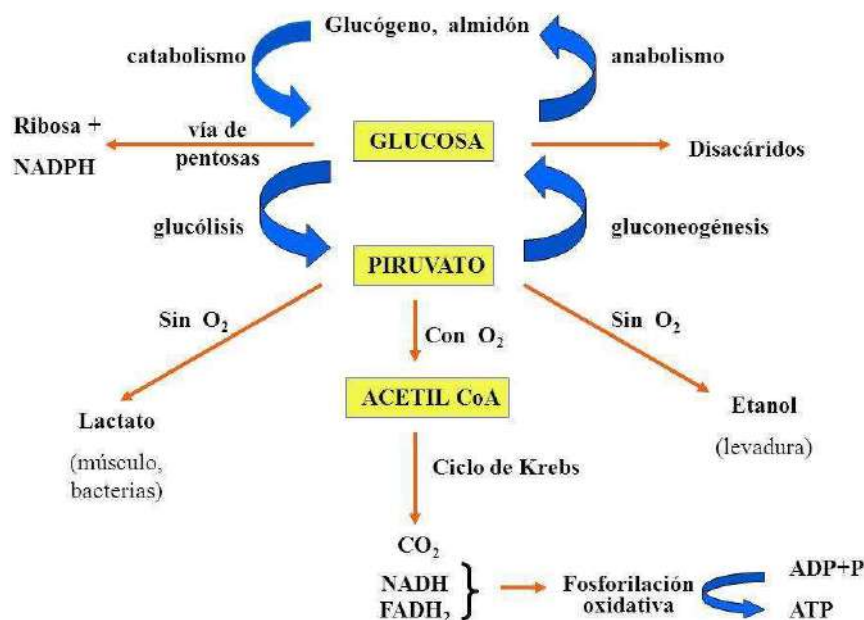 Glucógeno, almidón
catabolismo
anabolismo
Ribosa +
NADPH
vía de
pentosas
GLUCOSA
Disacáridos
glucólisis
gluconeogénesis
PIRUVATO
Sin O₂
Con O₂
Sin O₂
ACETIL CoA
Lactato
(músculo,
bacterias)
Etanol
(levadura)
Ciclo de Krebs
CO₂
NADH
FADH₂
Fosforilación
oxidativa
ADP+P
ATP